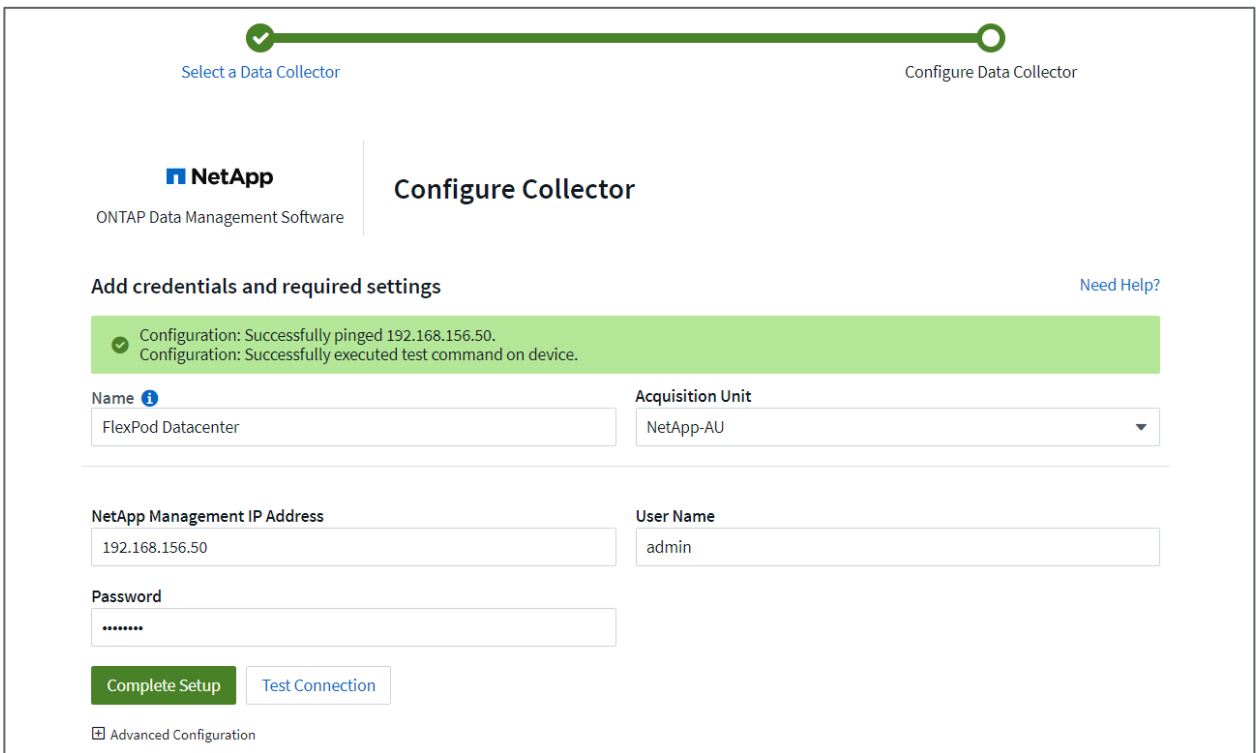 Select a Data Collector
Configure Data Collector
NetApp
ONTAP Data Management Software
Configure Collector
Add credentials and required settings
Need Help?
Configuration: Successfully pinged 192.168.156.50.
Configuration: Successfully executed test command on device.
Name
Acquisition Unit
FlexPod Datacenter
NetApp-AU
NetApp Management IP Address
User Name
192.168.156.50
admin
Password
••••••••
Complete Setup
Test Connection
Advanced Configuration